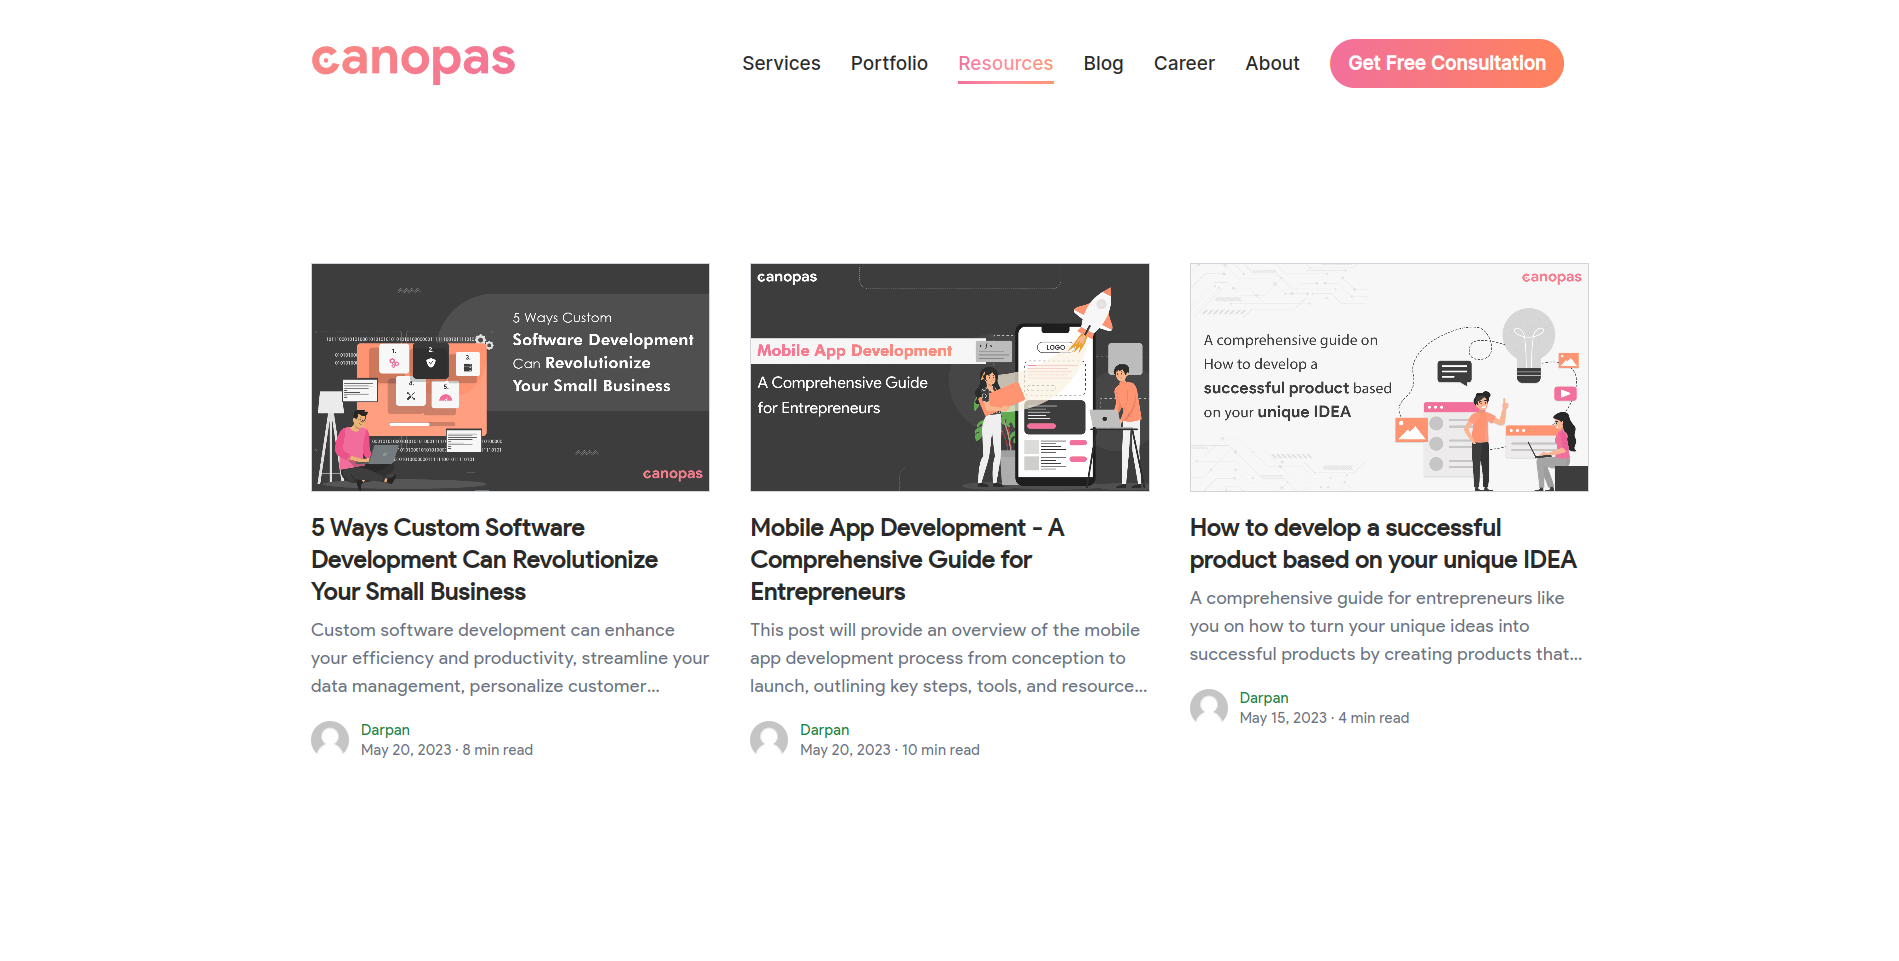 canopas
Services Portfolio Resources Blog Career About Get Free Consultation
5 Ways Custom
Software Development
Can Revolutionize
Your Small Business
1.
2.
3.
4.
5.
canopas
canopas
Mobile App Development
A Comprehensive Guide
for Entrepreneurs
LOGO
canopas
A comprehensive guide on
How to develop a
successful product based
on your unique IDEA
5 Ways Custom Software
Development Can Revolutionize
Your Small Business
Custom software development can enhance
your efficiency and productivity, streamline your
data management, personalize customer...
Darpan
May 20, 2023 · 8 min read
Mobile App Development - A
Comprehensive Guide for
Entrepreneurs
This post will provide an overview of the mobile
app development process from conception to
launch, outlining key steps, tools, and resource...
Darpan
May 20, 2023 · 10 min read
How to develop a successful
product based on your unique IDEA
A comprehensive guide for entrepreneurs like
you on how to turn your unique ideas into
successful products by creating products that...
Darpan
May 15, 2023 · 4 min read